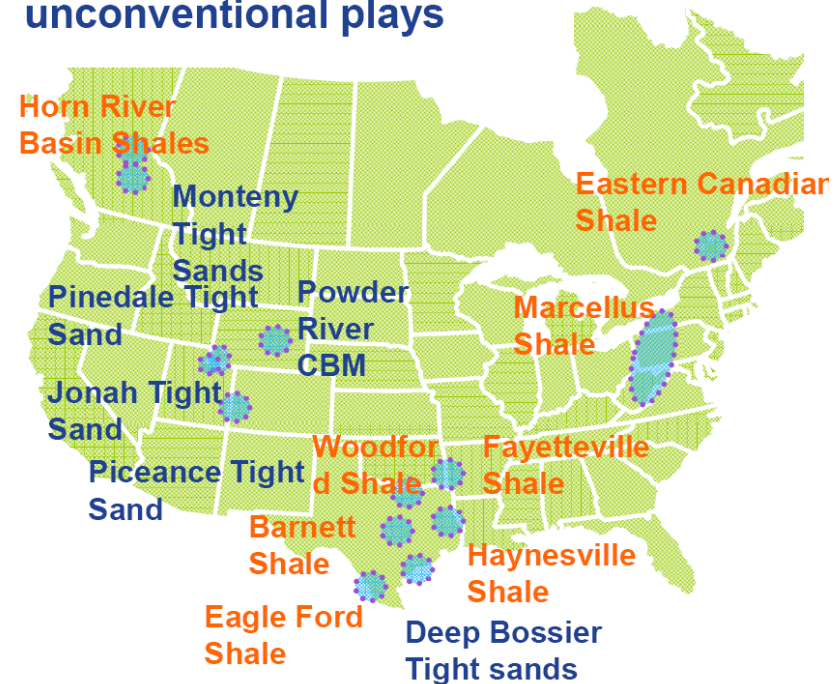 unconventional plays
Horn River
Basin Shales
Monteny
Tight
Sands
Eastern Canadian
Shale
Pinedale Tight
Sand
Powder
River
CBM
Marcellus
Shale
Jonah Tight
Sand
Piceance Tight
Sand
Woodfor
d Shale
Fayetteville
Shale
Barnett
Shale
Haynesville
Shale
Eagle Ford
Shale
Deep Bossier
Tight sands